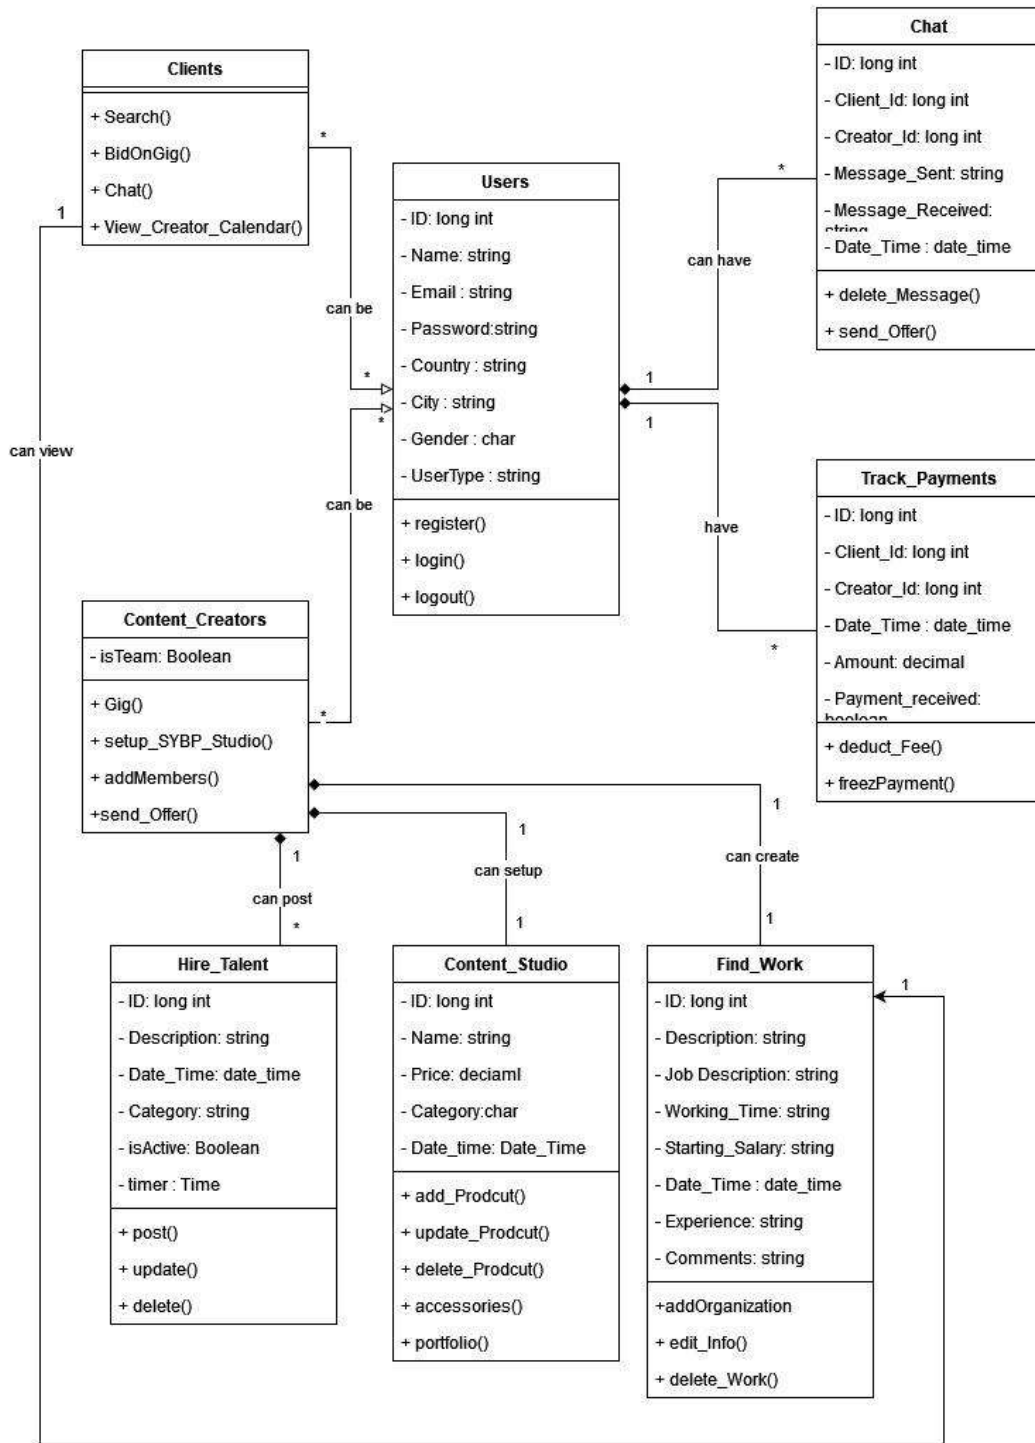 Clients
+ Search()
+ BidOnGig()
+ Chat()
+ View_Creator_Calendar()
*
1
Users
- ID: long int
- Name: string
- Email : string
- Password:string
- Country : string
- City : string
- Gender : char
- UserType : string
+ register()
+ login()
+ logout()
Chat
- ID: long int
- Client_Id: long int
- Creator_Id: long int
- Message_Sent: string
- Message_Received:
string
- Date_Time : date_time
+ delete_Message()
+ send_Offer()
*
can have
1
can be
*
*
can view
can be
1
have
*
Track_Payments
- ID: long int
- Client_Id: long int
- Creator_Id: long int
- Date_Time : date_time
- Amount: decimal
- Payment_received:
boolean
+ deduct_Fee()
+ freezPayment()
Content_Creators
- isTeam: Boolean
+ Gig()
+ setup_SYBP_Studio()
+ addMembers()
+send_Offer()
*
1
can post
*
1
can setup
1
1
can create
1
Hire_Talent
- ID: long int
- Description: string
- Date_Time: date_time
- Category: string
- isActive: Boolean
- timer : Time
+ post()
+ update()
+ delete()
Content_Studio
- ID: long int
- Name: string
- Price: deciaml
- Category:char
- Date_time: Date_Time
+ add_Prodcut()
+ update_Prodcut()
+ delete_Prodcut()
+ accessories()
+ portfolio()
Find_Work
- ID: long int
- Description: string
- Job Description: string
- Working_Time: string
- Starting_Salary: string
- Date_Time : date_time
- Experience: string
- Comments: string
+addOrganization
+ edit_Info()
+ delete_Work()
1